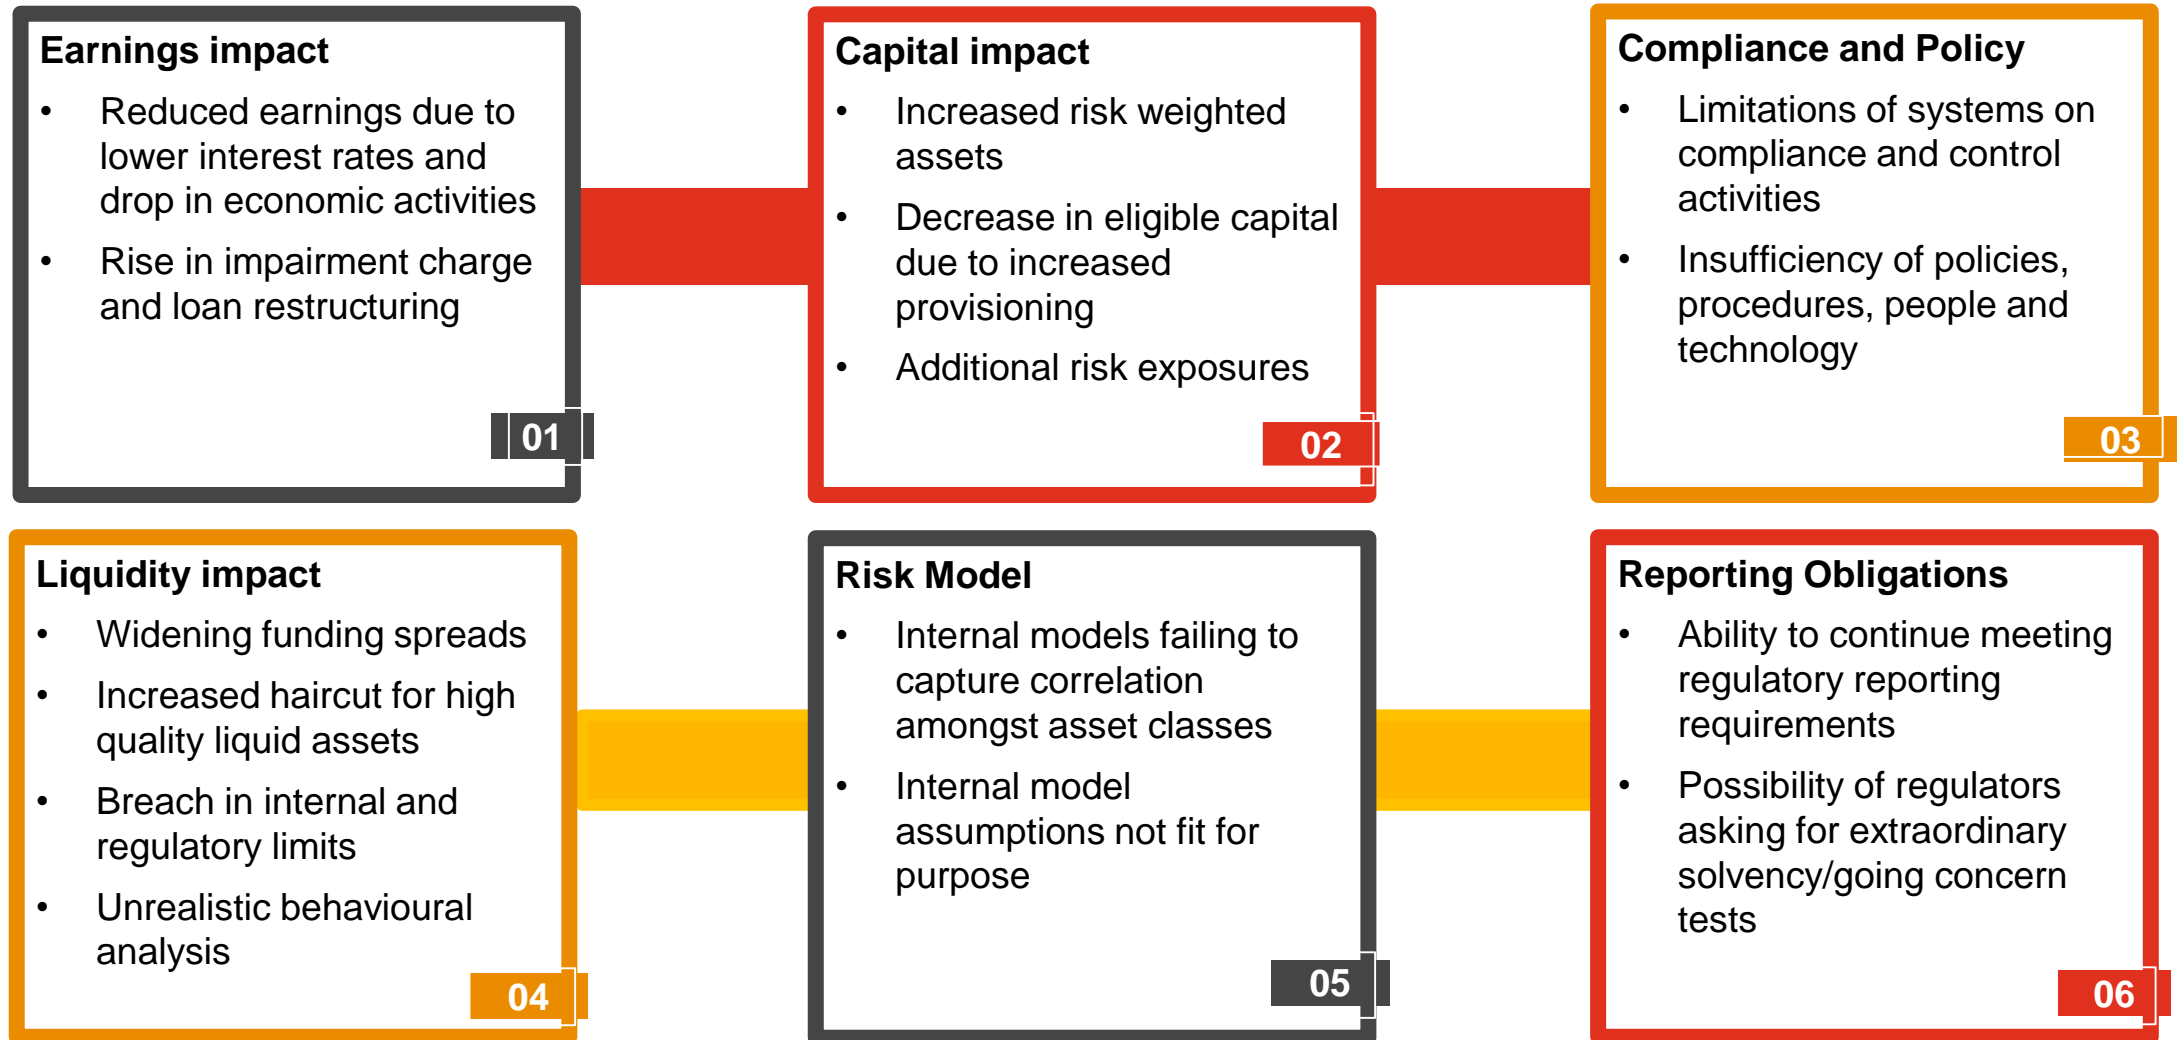 Earnings impact
• Reduced earnings due to
lower interest rates and
drop in economic activities
• Rise in impairment charge
and loan restructuring
01
Capital impact
• Increased risk weighted
assets
• Decrease in eligible capital
due to increased
provisioning
• Additional risk exposures
02
Compliance and Policy
• Limitations of systems on
compliance and control
activities
• Insufficiency of policies,
procedures, people and
technology
03
Liquidity impact
• Widening funding spreads
• Increased haircut for high
quality liquid assets
• Breach in internal and
regulatory limits
• Unrealistic behavioural
analysis
04
Risk Model
• Internal models failing to
capture correlation
amongst asset classes
• Internal model
assumptions not fit for
purpose
05
Reporting Obligations
• Ability to continue meeting
regulatory reporting
requirements
• Possibility of regulators
asking for extraordinary
solvency/going concern
tests
06